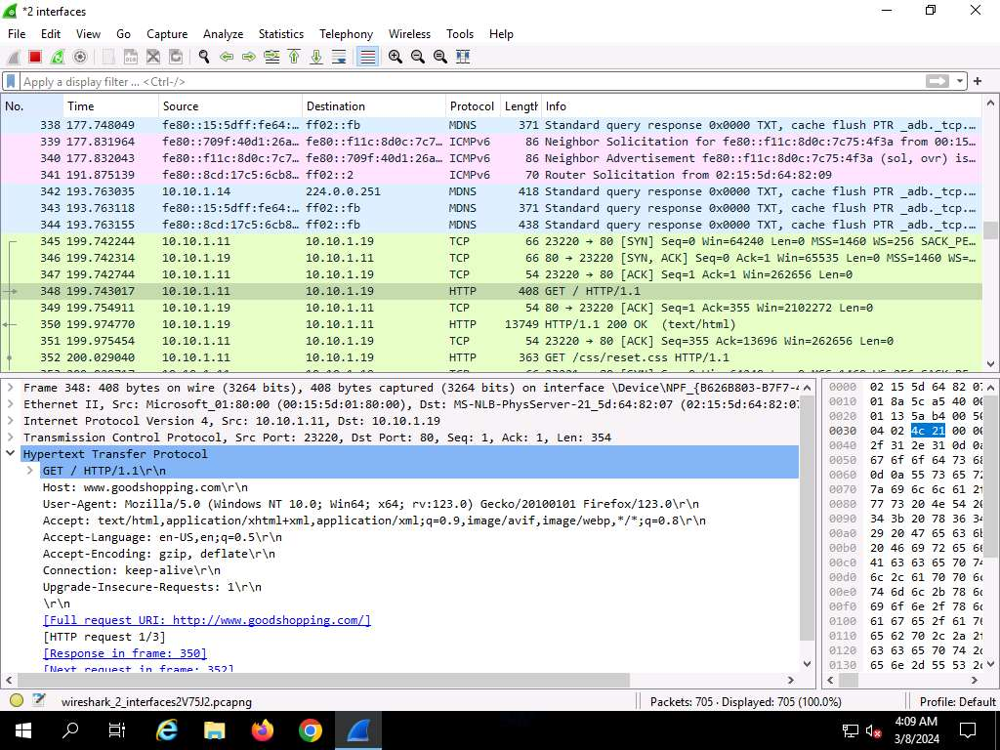 *2 interfaces
File Edit View Go Capture Analyze Statistics Telephony Wireless Tools Help
Apply a display filter ... <Ctrl-/>
No. Time Source Destination Protocol Lengtl Info
338 177.748049 fe80::15:5dff:fe64:… ff02::fb MDNS 371 Standard query response 0x0000 TXT, cache flush PTR _adb._tcp.…
339 177.831964 fe80::709f:40d1:26a… fe80::f11c:8d0c:7c7… ICMPv6 86 Neighbor Solicitation for fe80::f11c:8d0c:7c75:4f3a from 00:15…
340 177.832043 fe80::f11c:8d0c:7c7… fe80::709f:40d1:26a… ICMPv6 86 Neighbor Advertisement fe80::f11c:8d0c:7c75:4f3a (sol, ovr) is…
341 191.875139 fe80::8cd:17c5:6cb8… ff02::2 ICMPv6 70 Router Solicitation from 02:15:5d:64:82:09
342 193.763035 10.10.1.14 224.0.0.251 MDNS 418 Standard query response 0x0000 TXT, cache flush PTR _adb._tcp.…
343 193.763118 fe80::15:5dff:fe64:… ff02::fb MDNS 371 Standard query response 0x0000 TXT, cache flush PTR _adb._tcp.…
344 193.763155 fe80::8cd:17c5:6cb8… ff02::fb MDNS 438 Standard query response 0x0000 TXT, cache flush PTR _adb._tcp.…
345 199.742244 10.10.1.11 10.10.1.19 TCP 66 23220 → 80 [SYN] Seq=0 Win=64240 Len=0 MSS=1460 WS=256 SACK_PE…
346 199.742314 10.10.1.19 10.10.1.11 TCP 66 80 → 23220 [SYN, ACK] Seq=0 Ack=1 Win=65535 Len=0 MSS=1460 WS=…
347 199.742744 10.10.1.11 10.10.1.19 TCP 54 23220 → 80 [ACK] Seq=1 Ack=1 Win=262656 Len=0
348 199.743017 10.10.1.11 10.10.1.19 HTTP 408 GET / HTTP/1.1
349 199.754911 10.10.1.19 10.10.1.11 TCP 54 80 → 23220 [ACK] Seq=1 Ack=355 Win=2102272 Len=0
350 199.974770 10.10.1.19 10.10.1.11 HTTP 13749 HTTP/1.1 200 OK (text/html)
351 199.975454 10.10.1.11 10.10.1.19 TCP 54 23220 → 80 [ACK] Seq=355 Ack=13696 Win=262656 Len=0
352 200.029040 10.10.1.11 10.10.1.19 HTTP 363 GET /css/reset.css HTTP/1.1
Frame 348: 408 bytes on wire (3264 bits), 408 bytes captured (3264 bits) on interface \Device\NPF_{B626B803-B7F7-4
Ethernet II, Src: Microsoft_01:80:00 (00:15:5d:01:80:00), Dst: MS-NLB-PhysServer-21_5d:64:82:07 (02:15:5d:64:82:07
Internet Protocol Version 4, Src: 10.10.1.11, Dst: 10.10.1.19
Transmission Control Protocol, Src Port: 23220, Dst Port: 80, Seq: 1, Ack: 1, Len: 354
Hypertext Transfer Protocol
GET / HTTP/1.1\r\n
Host: www.goodshopping.com\r\n
User-Agent: Mozilla/5.0 (Windows NT 10.0; Win64; x64; rv:123.0) Gecko/20100101 Firefox/123.0\r\n
Accept: text/html,application/xhtml+xml,application/xml;q=0.9,image/avif,image/webp,*/*;q=0.8\r\n
Accept-Language: en-US,en;q=0.5\r\n
Accept-Encoding: gzip, deflate\r\n
Connection: keep-alive\r\n
Upgrade-Insecure-Requests: 1\r\n
\r\n
[Full request URI: http://www.goodshopping.com/]
[HTTP request 1/3]
[Response in frame: 350]
[Next request in frame: 352]
0000 02 15 5d 64 82 07
0010 01 8a 5c a5 40 00
0020 01 13 5a b4 00 50
0030 04 02 4c 21 00 00
0040 2f 31 2e 31 0d 0a
0050 67 6f 6f 64 73 68
0060 0d 0a 55 73 65 72
0070 7a 69 6c 6c 61 2f
0080 77 73 20 4e 54 20
0090 34 3b 20 78 36 34
00a0 29 20 47 65 63 6b
00b0 20 46 69 72 65 66
00c0 41 63 63 65 70 74
00d0 6c 2c 61 70 70 6c
00e0 74 6d 6c 2b 78 6d
00f0 69 6f 6e 2f 78 6d
0100 61 67 65 2f 61 76
0110 65 62 70 2c 2a 2f
0120 63 63 65 70 74 2d
0130 65 6e 2d 55 53 2c
wireshark_2_interfaces2V75J2.pcapng
Packets: 705 · Displayed: 705 (100.0%)
Profile: Default
4:09 AM
3/8/2024